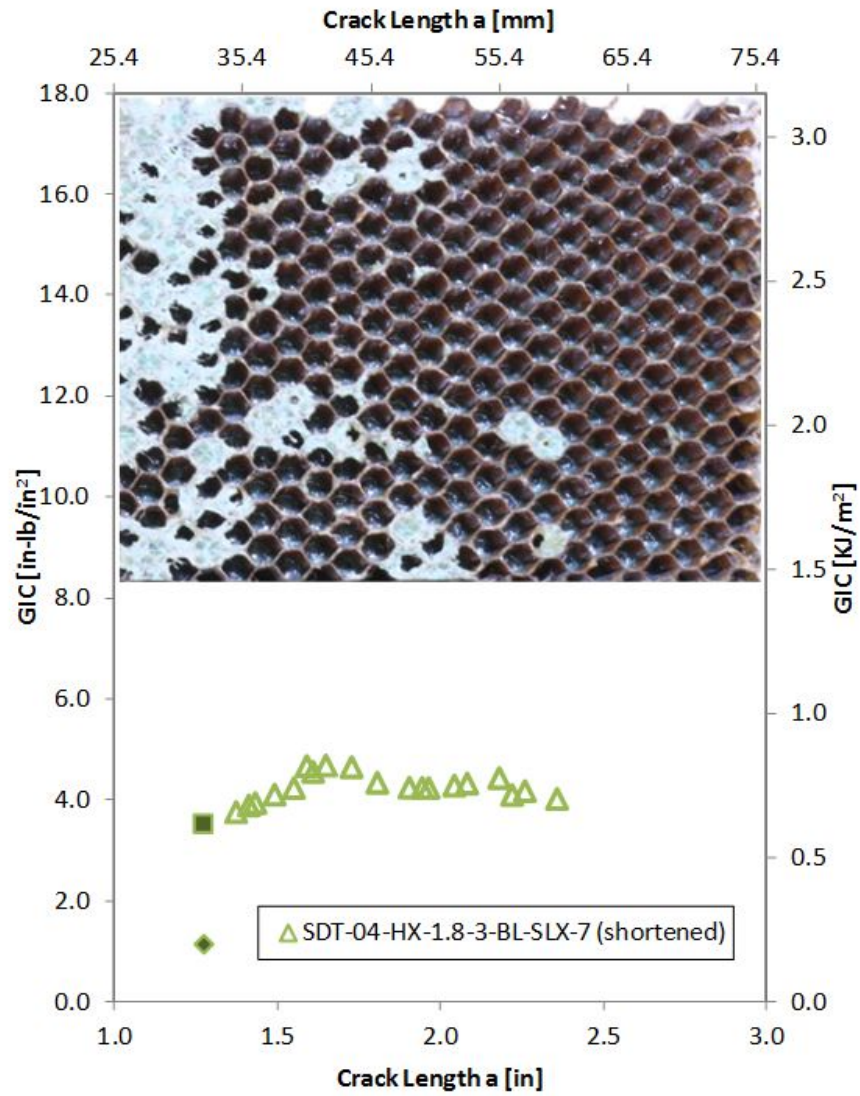 Crack Length a [mm]
25.4 35.4 45.4 55.4 65.4 75.4
18.0
16.0
14.0
12.0
10.0
8.0
6.0
4.0
2.0
0.0
GIC [in-lb/in²]
3.0
2.5
2.0
1.5
1.0
0.5
0.0
GIC [KJ/m²]
SDT-04-HX-1.8-3-BL-SLX-7 (shortened)
1.0 1.5 2.0 2.5 3.0
Crack Length a [in]